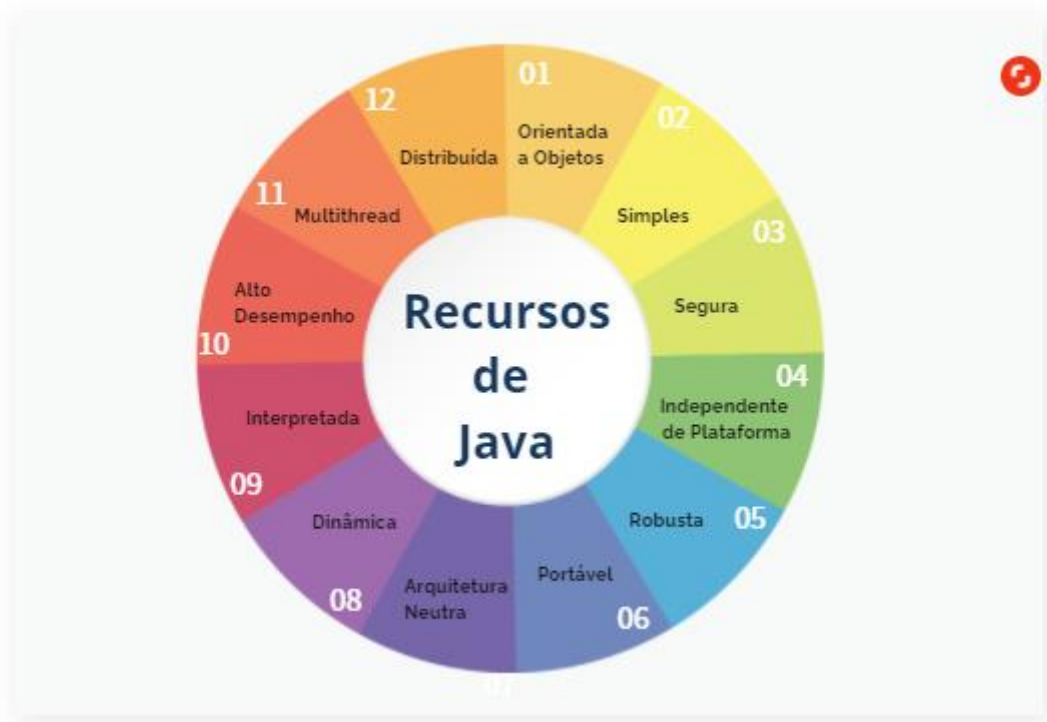 Recursos
de
Java
01
Orientada
a Objetos
02
Simples
03
Segura
04
Independente
de Plataforma
05
Robusta
06
Portável
07
Arquitetura
Neutra
08
Dinâmica
09
Interpretada
10
Alto
Desempenho
11
Multithread
12
Distribuída